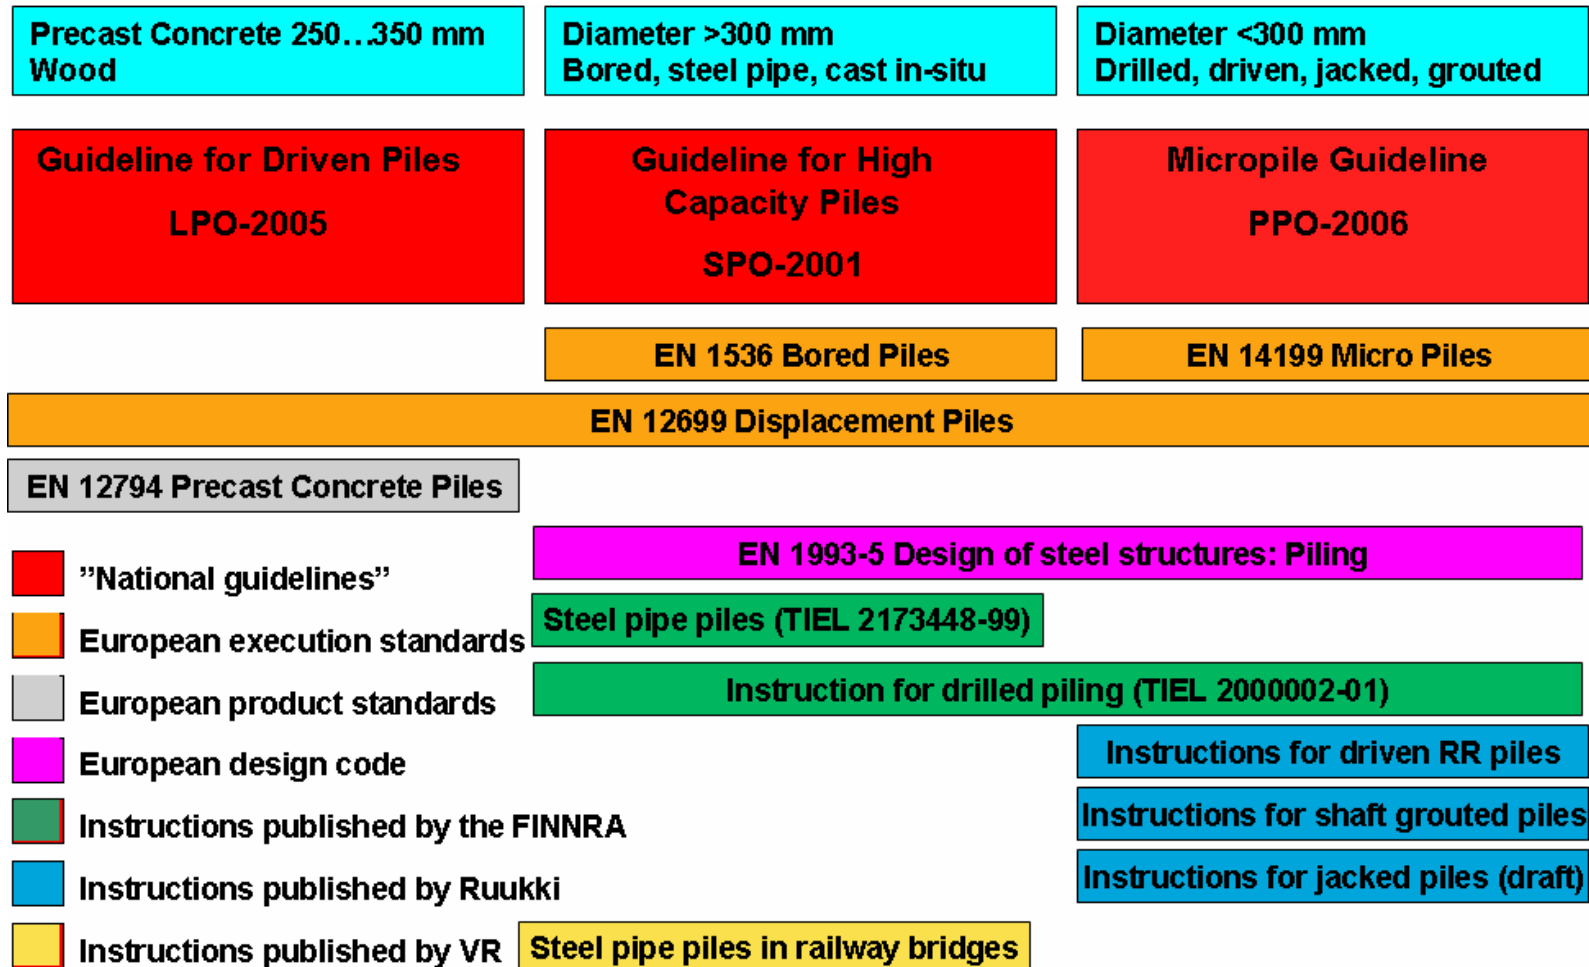 Precast Concrete 250...350 mm
Wood
Diameter >300 mm
Bored, steel pipe, cast in-situ
Diameter <300 mm
Drilled, driven, jacked, grouted
Guideline for Driven Piles
LPO-2005
Guideline for High
Capacity Piles
SPO-2001
Micropile Guideline
PPO-2006
EN 1536 Bored Piles
EN 14199 Micro Piles
EN 12699 Displacement Piles
EN 12794 Precast Concrete Piles
EN 1993-5 Design of steel structures: Piling
Steel pipe piles (TIEL 2173448-99)
Instruction for drilled piling (TIEL 2000002-01)
Instructions for driven RR piles
Instructions for shaft grouted piles
Instructions for jacked piles (draft)
Steel pipe piles in railway bridges
”National guidelines”
European execution standards
European product standards
European design code
Instructions published by the FINNRA
Instructions published by Ruukki
Instructions published by VR